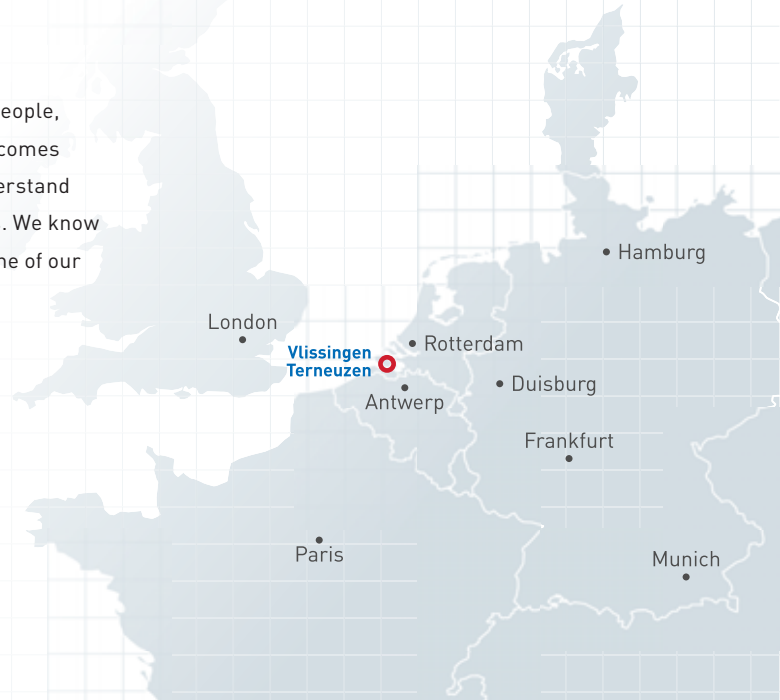 eople,
comes
erstand
. We know
ne of our
Hamburg
London
Vlissingen
Terneuzen
Rotterdam
Duisburg
Antwerp
Frankfurt
Paris
Munich